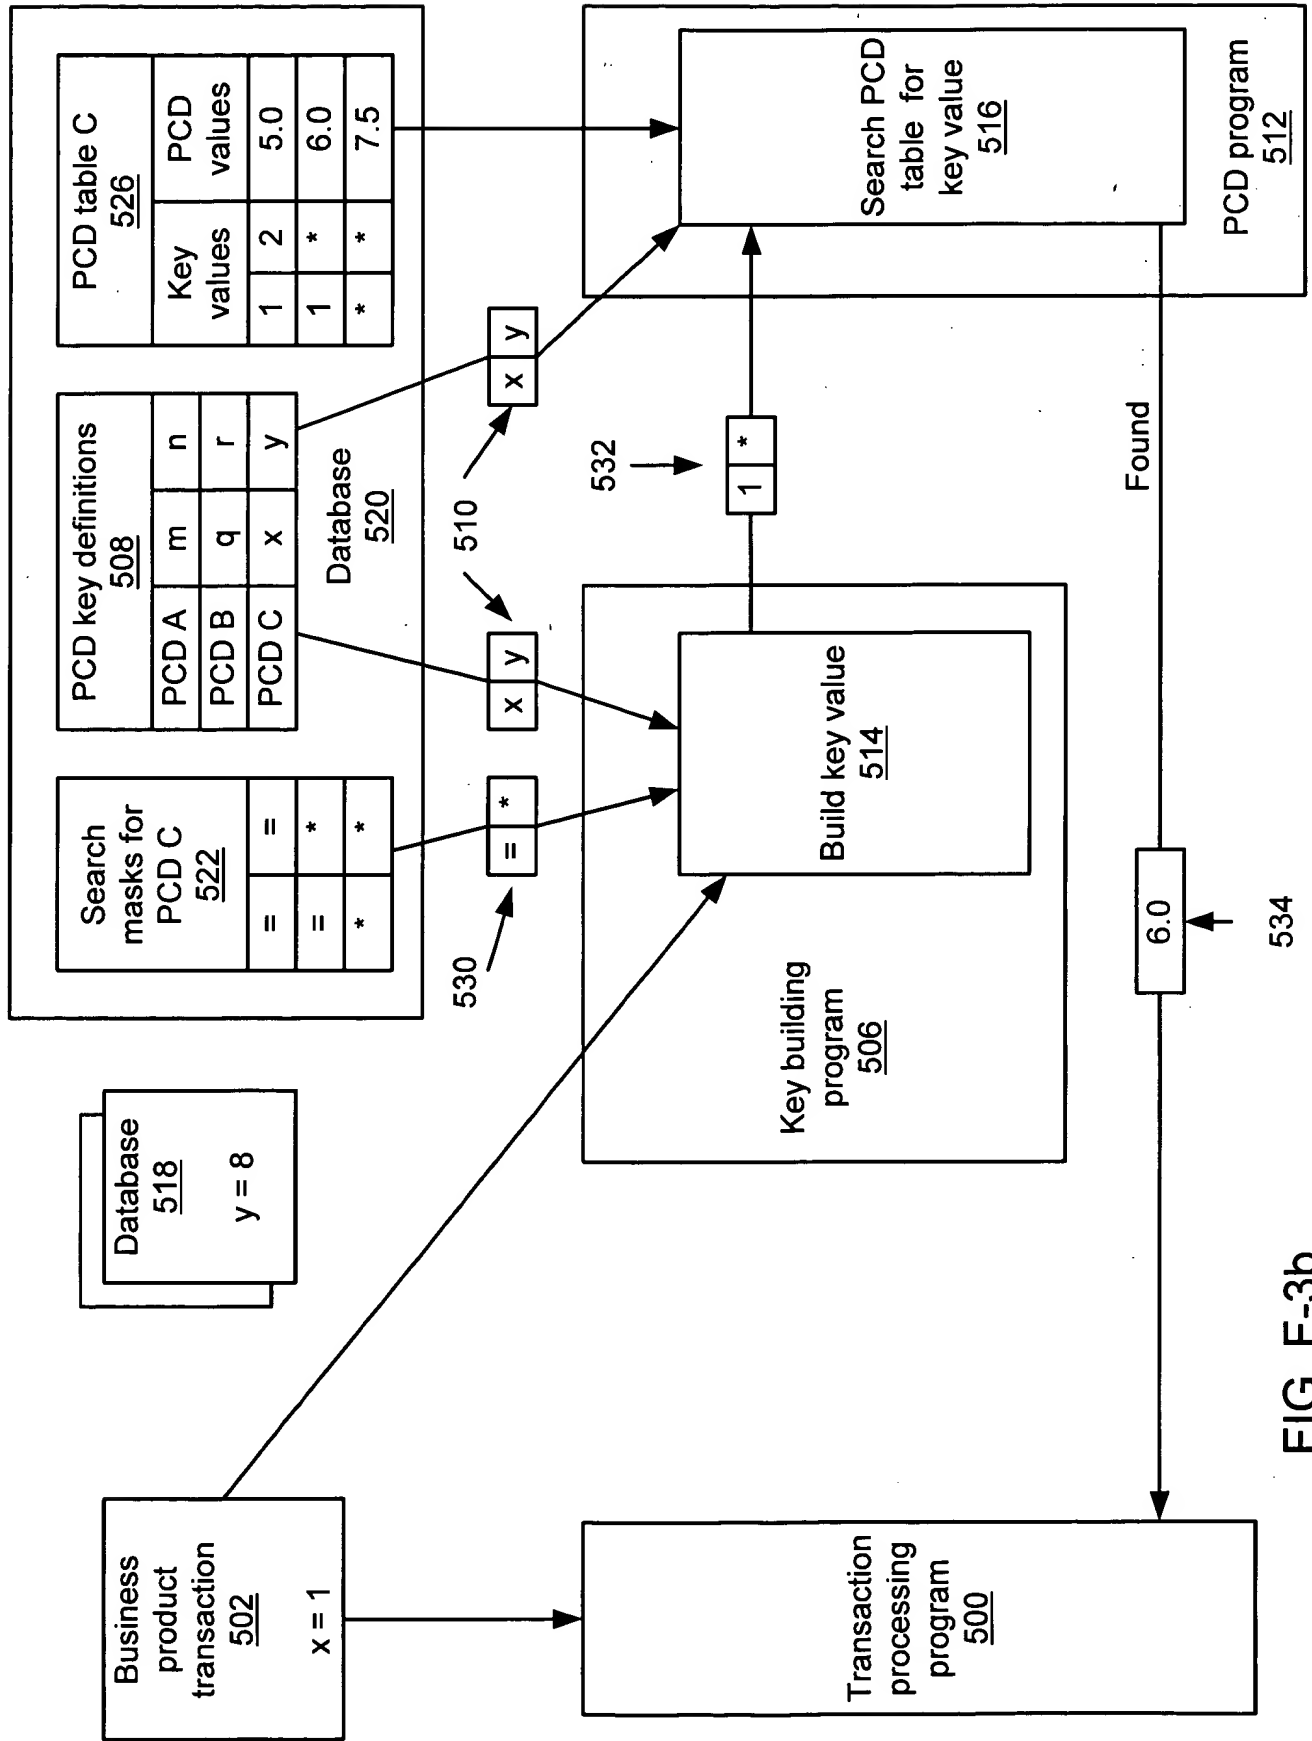 Business
product
transaction
502
x = 1
Database
518
y = 8
Search
masks for
PCD C
522
= =
= *
* *
PCD key definitions
508
PCD A m n
PCD B q r
PCD C x y
PCD table C
526
Key
values
PCD
values
1 2 5.0
1 * 6.0
* * 7.5
Database
520
530
= *
x y
510
x y
532
1 *
Key building
program
506
Build key value
514
Search PCD
table for
key value
516
PCD program
512
Found
6.0
534
Transaction
processing
program
500
FIG. E-3b